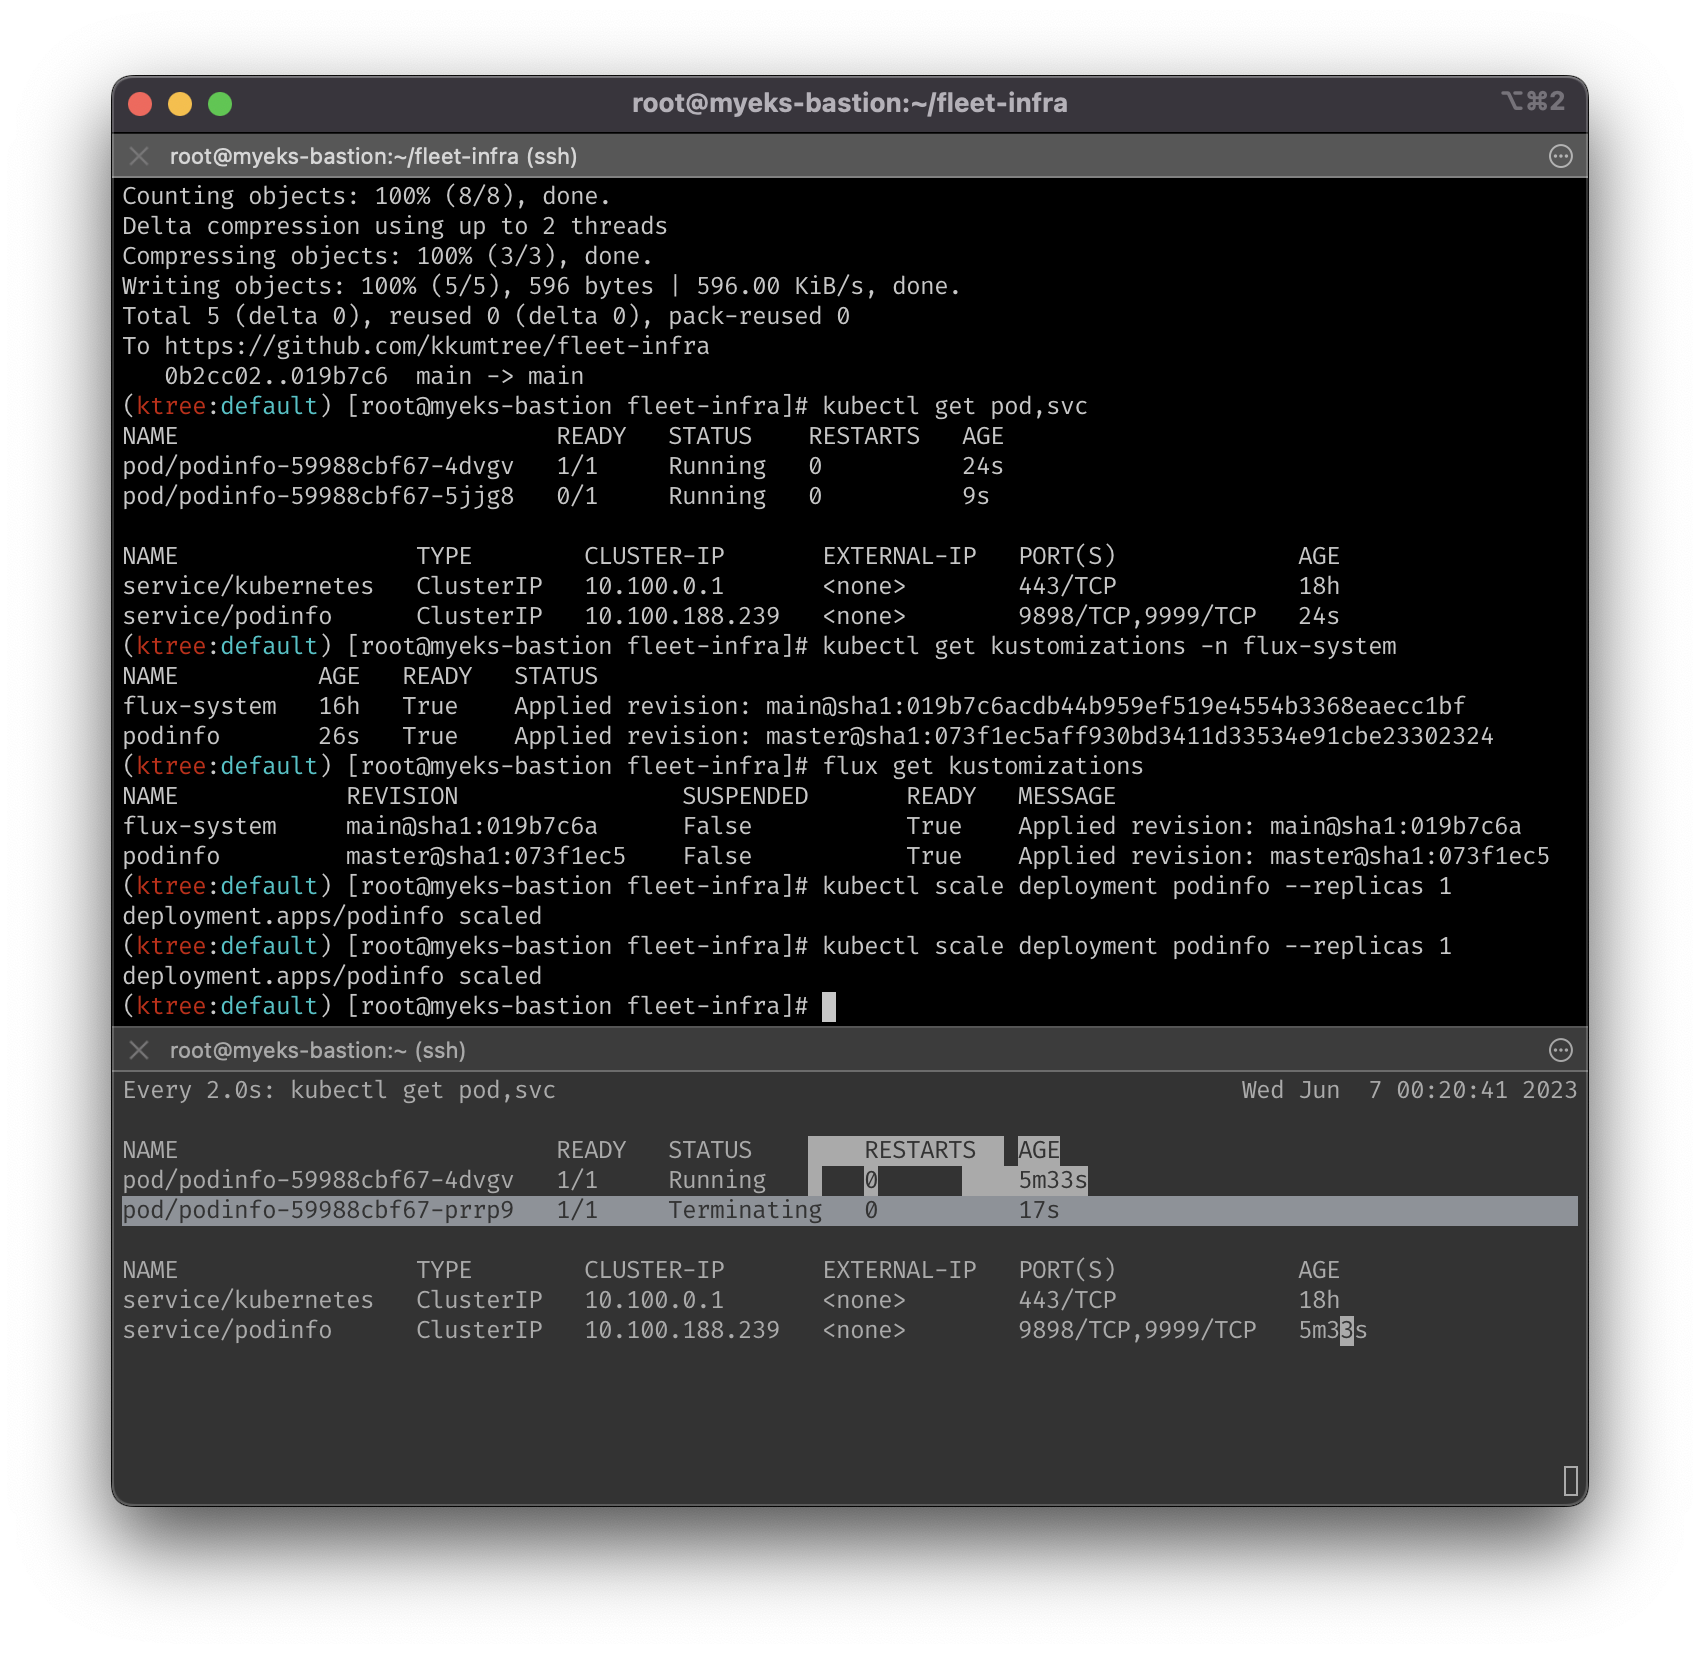 root@myeks-bastion:~/fleet-infra
⌥⌘2
root@myeks-bastion:~/fleet-infra (ssh)
Counting objects: 100% (8/8), done.
Delta compression using up to 2 threads
Compressing objects: 100% (3/3), done.
Writing objects: 100% (5/5), 596 bytes | 596.00 KiB/s, done.
Total 5 (delta 0), reused 0 (delta 0), pack-reused 0
To https://github.com/kkumtree/fleet-infra
   0b2cc02..019b7c6  main -> main
(ktree:default) [root@myeks-bastion fleet-infra]# kubectl get pod,svc
NAME                           READY   STATUS    RESTARTS   AGE
pod/podinfo-59988cbf67-4dvgv   1/1     Running   0          24s
pod/podinfo-59988cbf67-5jjg8   0/1     Running   0          9s
NAME                 TYPE        CLUSTER-IP       EXTERNAL-IP   PORT(S)             AGE
service/kubernetes   ClusterIP   10.100.0.1       <none>        443/TCP             18h
service/podinfo      ClusterIP   10.100.188.239   <none>        9898/TCP,9999/TCP   24s
(ktree:default) [root@myeks-bastion fleet-infra]# kubectl get kustomizations -n flux-system
NAME          AGE   READY   STATUS
flux-system   16h   True    Applied revision: main@sha1:019b7c6acdb44b959ef519e4554b3368eaecc1bf
podinfo       26s   True    Applied revision: master@sha1:073f1ec5aff930bd3411d33534e91cbe23302324
(ktree:default) [root@myeks-bastion fleet-infra]# flux get kustomizations
NAME            REVISION                SUSPENDED       READY   MESSAGE
flux-system     main@sha1:019b7c6a      False           True    Applied revision: main@sha1:019b7c6a
podinfo         master@sha1:073f1ec5    False           True    Applied revision: master@sha1:073f1ec5
(ktree:default) [root@myeks-bastion fleet-infra]# kubectl scale deployment podinfo --replicas 1
deployment.apps/podinfo scaled
(ktree:default) [root@myeks-bastion fleet-infra]# kubectl scale deployment podinfo --replicas 1
deployment.apps/podinfo scaled
(ktree:default) [root@myeks-bastion fleet-infra]#
root@myeks-bastion:~ (ssh)
Every 2.0s: kubectl get pod,svc                                                 Wed Jun  7 00:20:41 2023
NAME                           READY   STATUS        RESTARTS   AGE
pod/podinfo-59988cbf67-4dvgv   1/1     Running       0          5m33s
pod/podinfo-59988cbf67-prrp9   1/1     Terminating   0          17s
NAME                 TYPE        CLUSTER-IP       EXTERNAL-IP   PORT(S)             AGE
service/kubernetes   ClusterIP   10.100.0.1       <none>        443/TCP             18h
service/podinfo      ClusterIP   10.100.188.239   <none>        9898/TCP,9999/TCP   5m33s